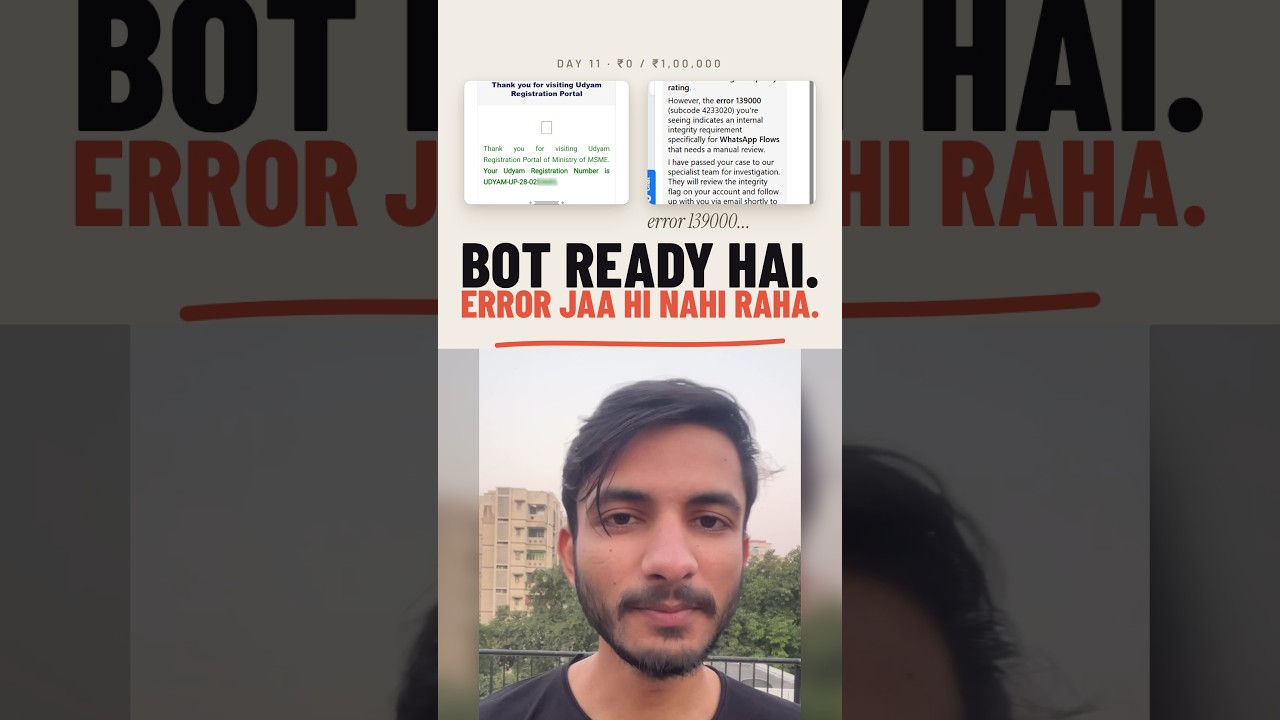 DAY 11 · ₹0 / ₹1,00,000
Thank you for visiting Udyam
Registration Portal
Thank you for visiting Udyam
Registration Portal of Ministry of MSME.
Your Udyam Registration Number is
UDYAM-UP-28-02
rating.
However, the error 139000
(subcode 4233020) you're
seeing indicates an internal
integrity requirement
specifically for WhatsApp Flows
that needs a manual review.
I have passed your case to our
specialist team for investigation.
They will review the integrity
flag on your account and follow
up with you via email shortly to
error 139000...
BOT READY HAI.
ERROR JAA HI NAHI RAHA.